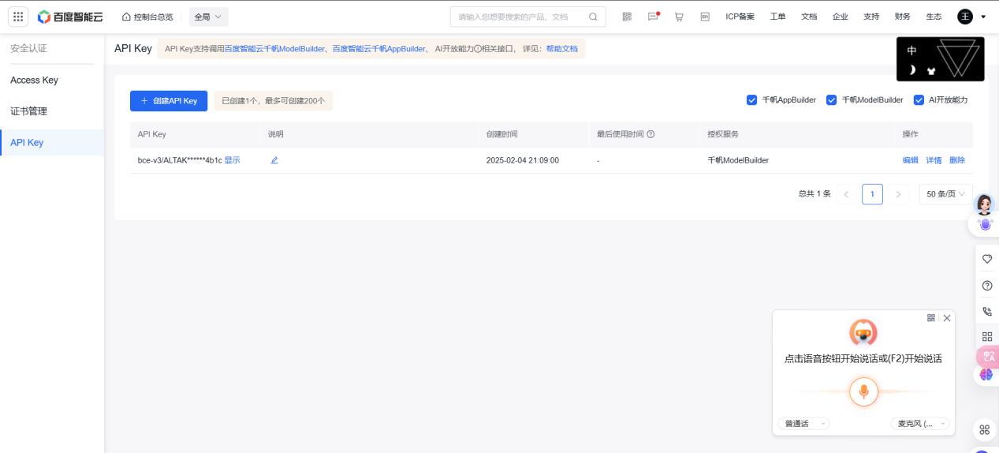 百度智能云 控制台总览 全局 请输入您想要搜索的产品、文档 ICP备案 工单 文档 企业 支持 财务 生态 王
安全认证
Access Key
证书管理
API Key
API Key API Key支持调用百度智能云千帆ModelBuilder、百度智能云千帆AppBuilder、 AI开放能力相关接口， 详见：帮助文档
中
+ 创建API Key 已创建1个，最多可创建200个 千帆AppBuilder 千帆ModelBuilder AI开放能力
API Key 说明 创建时间 最后使用时间 授权服务 操作
bce-v3/ALTAK******4b1c 显示 2025-02-04 21:09:00 - 千帆ModelBuilder 编辑 详情 删除
总共 1 条 < 1 > 50 条/页
点击语音按钮开始说话或(F2)开始说话
普通话 麦克风 (...